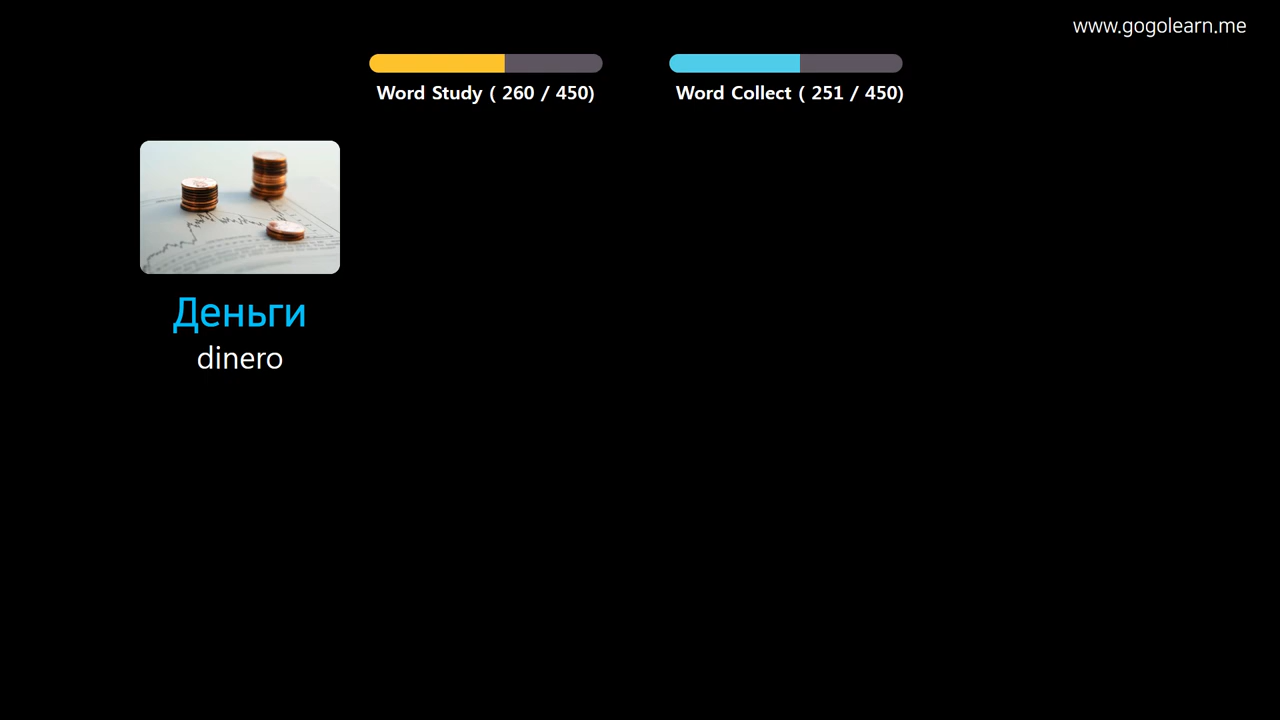 www.gogolearn.me
Word Study ( 260 / 450)
Word Collect ( 251 / 450)
Деньги
dinero